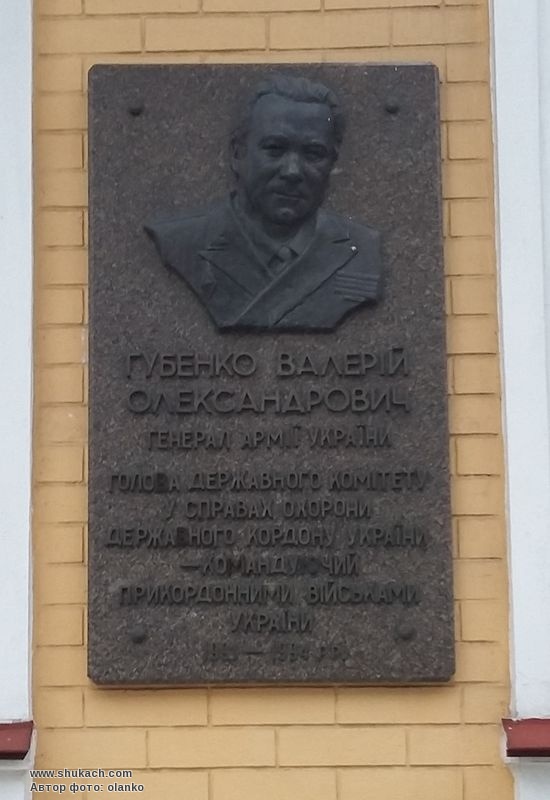 ГУБЕНКО ВАЛЕРІЙ
ОЛЕКСАНДРОВИЧ
ГЕНЕРАЛ АРМІЇ УКРАЇНИ
ГОЛОВА ДЕРЖАВНОГО КОМІТЕТУ
У СПРАВАХ ОХОРОНИ
ДЕРЖАВНОГО КОРДОНУ УКРАЇНИ
—КОМАНДУЮЧИЙ
ПРИКОРДОННИМИ ВІЙСЬКАМИ
УКРАЇНИ
— 1994 РР.
www.shukach.com
Автор фото: olanko